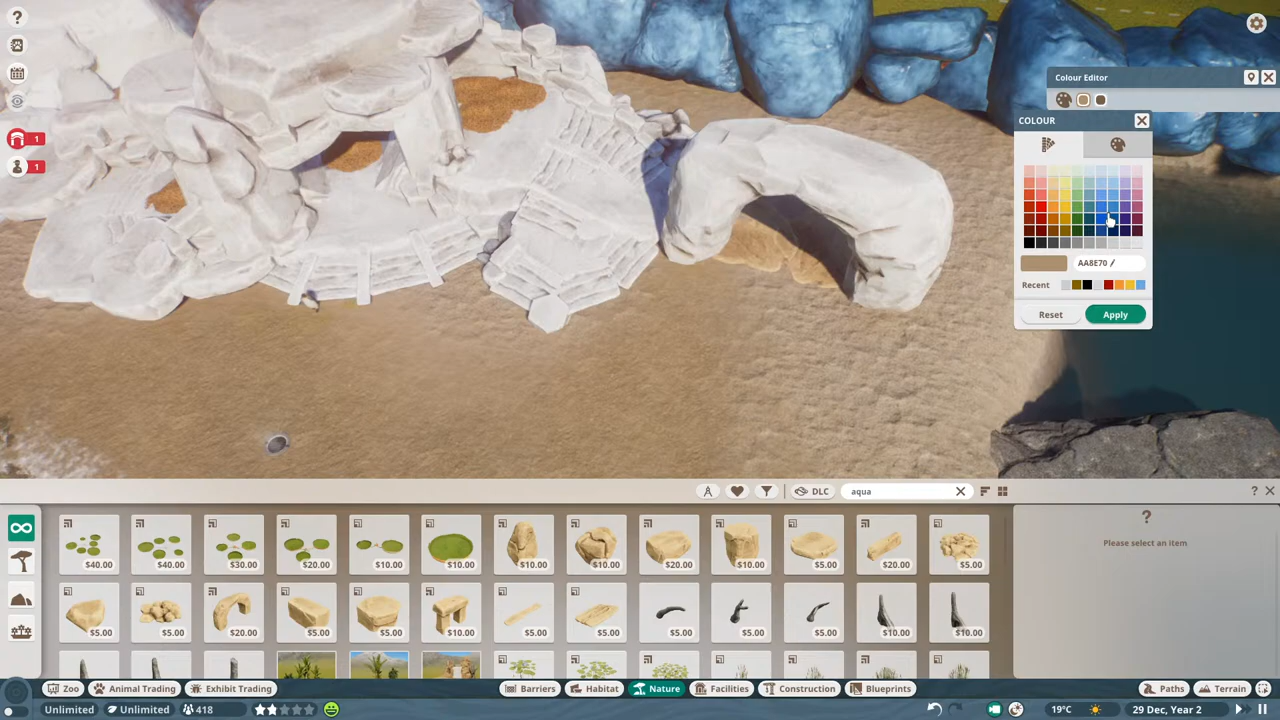 ?
Colour Editor
COLOUR
1
1
AA8E70
Recent
Reset
Apply
DLC
aqua
?
$40.00
$40.00
$30.00
$20.00
$10.00
$10.00
$10.00
$10.00
$20.00
$10.00
$5.00
$20.00
$5.00
?
Please select an item
$5.00
$5.00
$20.00
$5.00
$5.00
$10.00
$5.00
$5.00
$5.00
$5.00
$5.00
$10.00
$10.00
Zoo
Animal Trading
Exhibit Trading
Barriers
Habitat
Nature
Facilities
Construction
Blueprints
Paths
Terrain
Unlimited
Unlimited
418
19°C
29 Dec, Year 2